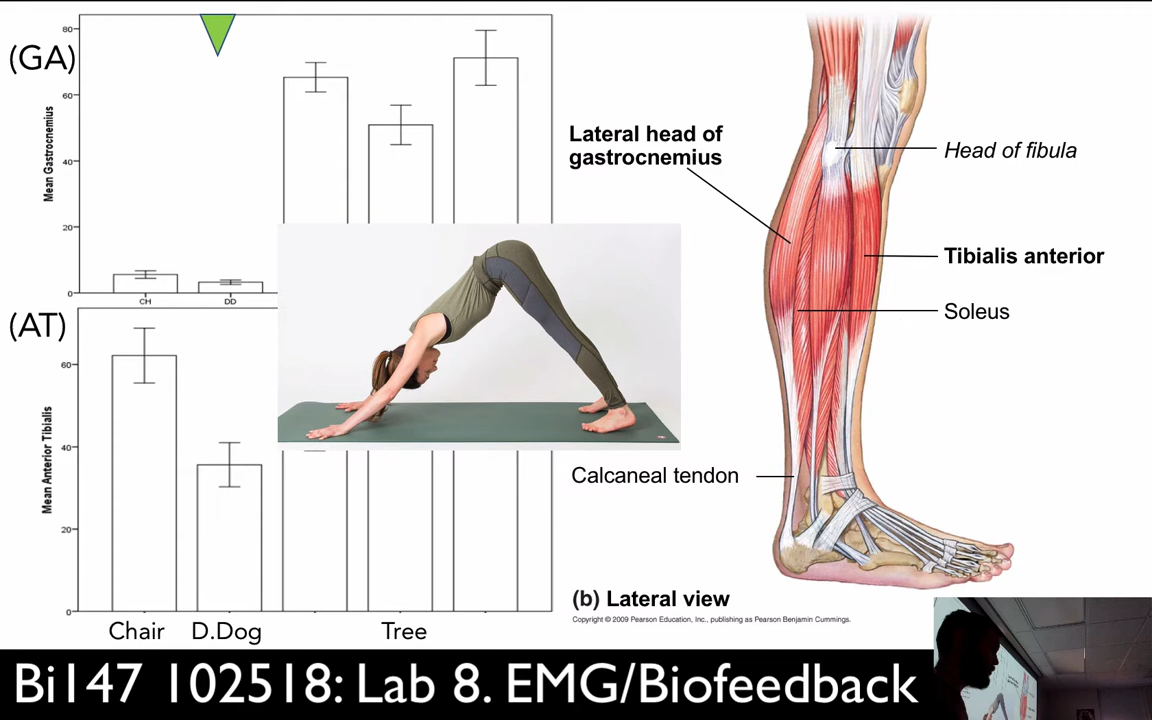 (GA)
Mean Gastrocnemius
80
60
40
20
0
CH
DD
(AT)
Mean Anterior Tibialis
60
40
20
0
Chair
D.Dog
Tree
Lateral head of
gastrocnemius
Head of fibula
Tibialis anterior
Soleus
Calcaneal tendon
(b) Lateral view
Copyright © 2009 Pearson Education, Inc., publishing as Pearson Benjamin Cummings.
Bi147 102518: Lab 8. EMG/Biofeedback